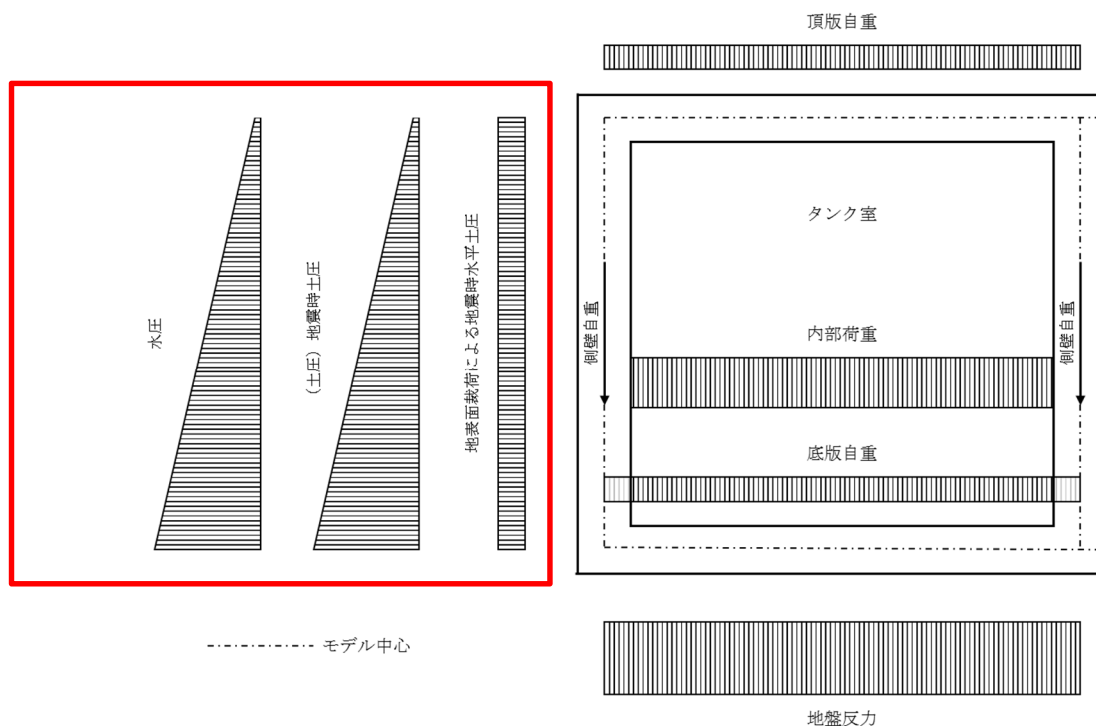 頂版自重
水圧
(土圧)地震時土圧
地表面裁荷による地震時水平土圧
タンク室
側壁自重
側壁自重
内部荷重
底版自重
モデル中心
地盤反力